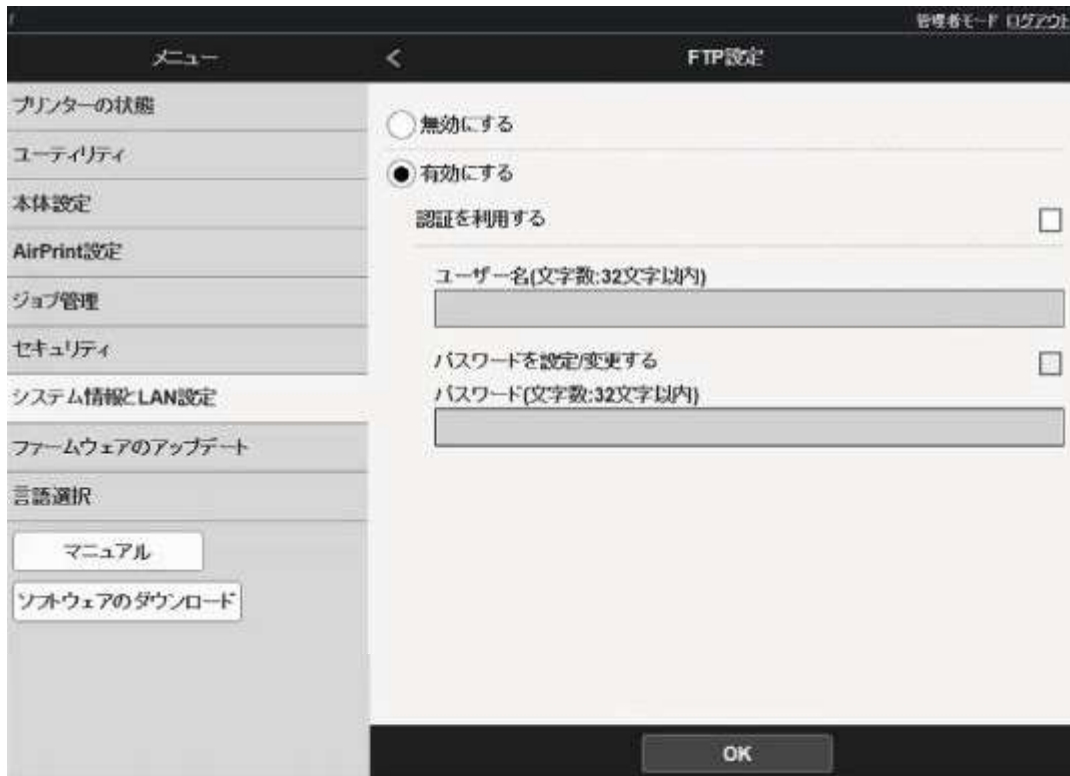 管理者モード ログアウト
メニュー
< FTP設定
プリンターの状態
ユーティリティ
本体設定
AirPrint設定
ジョブ管理
セキュリティ
システム情報とLAN設定
ファームウェアのアップデート
言語選択
マニュアル
ソフトウェアのダウンロード
無効にする
有効にする
認証を利用する
ユーザー名(文字数:32文字以内)
パスワードを設定/変更する
パスワード(文字数:32文字以内)
OK